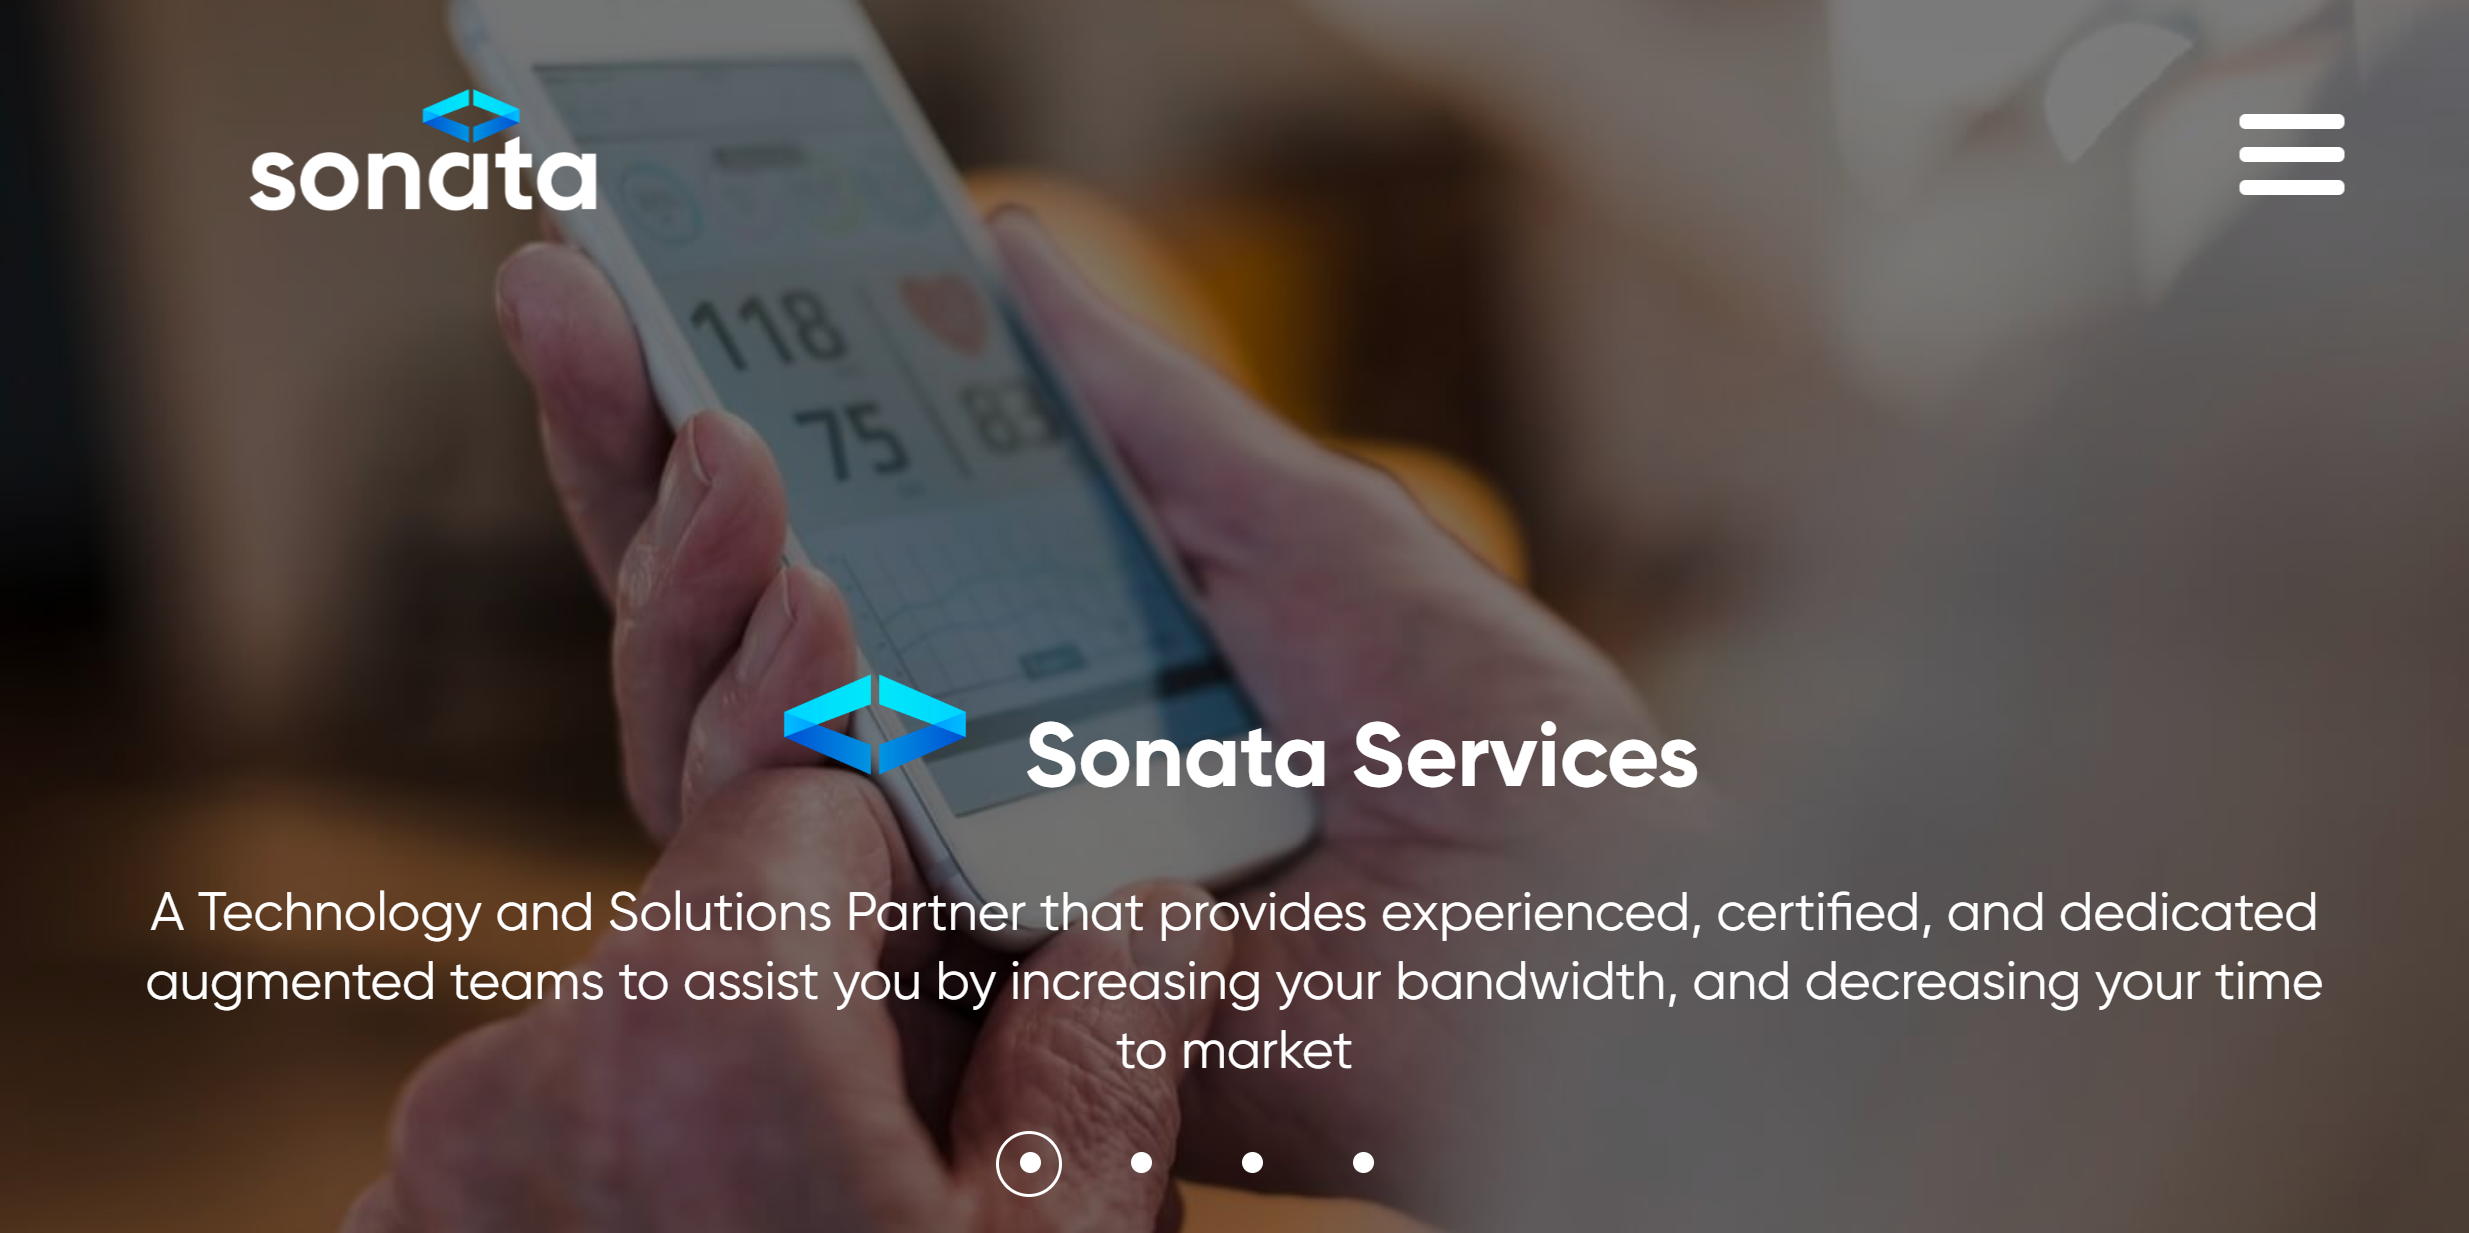 sonata
118
75
83
Sonata Services
A Technology and Solutions Partner that provides experienced, certified, and dedicated
augmented teams to assist you by increasing your bandwidth, and decreasing your time
to market